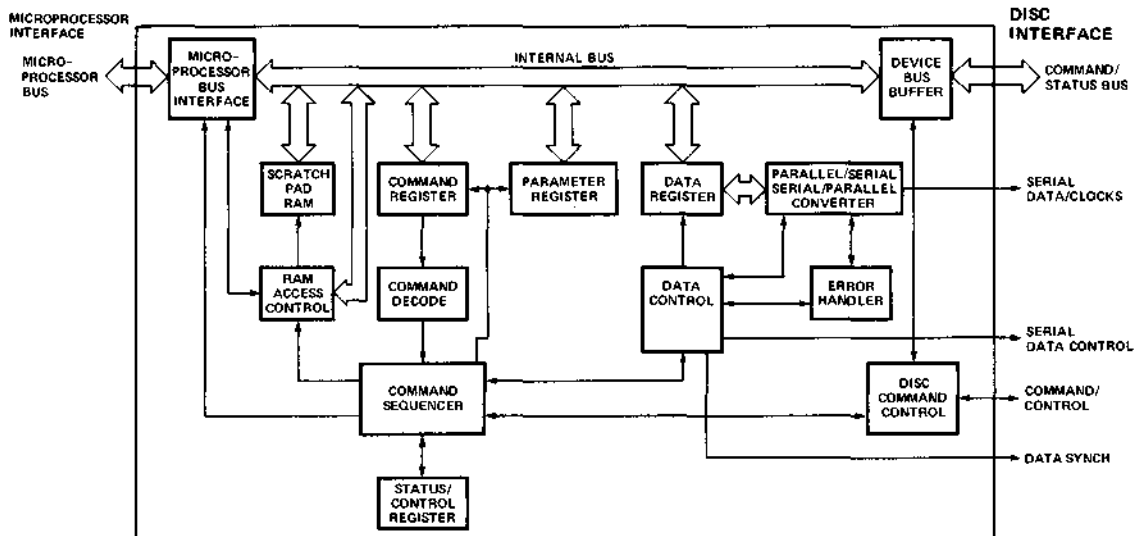 MICROPROCESSOR
INTERFACE
DISC
INTERFACE
MICRO-
PROCESSOR
BUS
MICRO-
PROCESSOR
BUS
INTERFACE
INTERNAL BUS
DEVICE
BUS
BUFFER
COMMAND/
STATUS BUS
SCRATCH
PAD
RAM
COMMAND
REGISTER
PARAMETER
REGISTER
DATA
REGISTER
PARALLEL/SERIAL
SERIAL/PARALLEL
CONVERTER
SERIAL
DATA/CLOCKS
RAM
ACCESS
CONTROL
COMMAND
DECODE
DATA
CONTROL
ERROR
HANDLER
SERIAL
DATA CONTROL
COMMAND
SEQUENCER
DISC
COMMAND
CONTROL
COMMAND/
CONTROL
DATA SYNCH
STATUS/
CONTROL
REGISTER